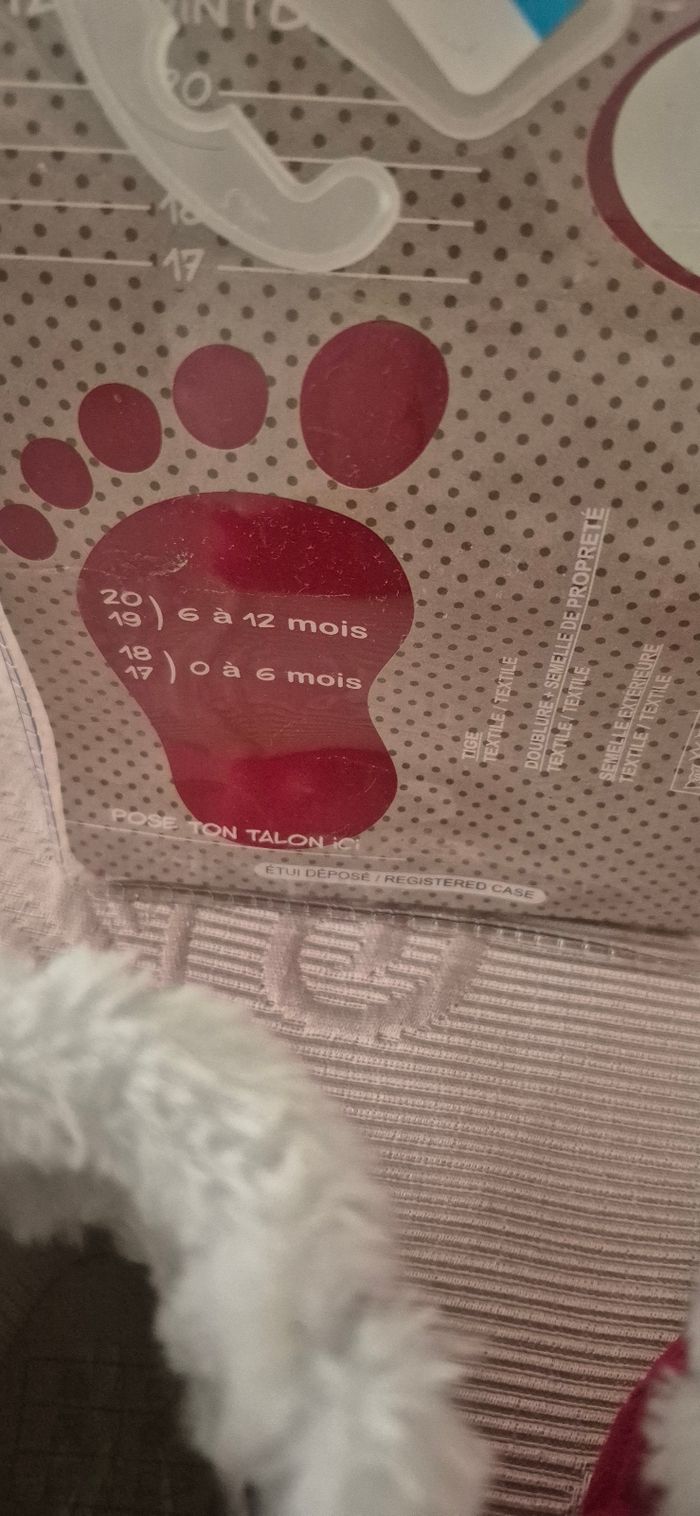 20
18
17
20
19 ) 6 à 12 mois
18
17 ) 0 à 6 mois
POSE TON TALON iCi
ÉTUI DÉPOSÉ / REGISTERED CASE
TIGE
TEXTILE / TEXTILE
DOUBLURE + SEMELLE DE PROPRETÉ
TEXTILE / TEXTILE
SEMELLE EXTÉRIEURE
TEXTILE / TEXTILE